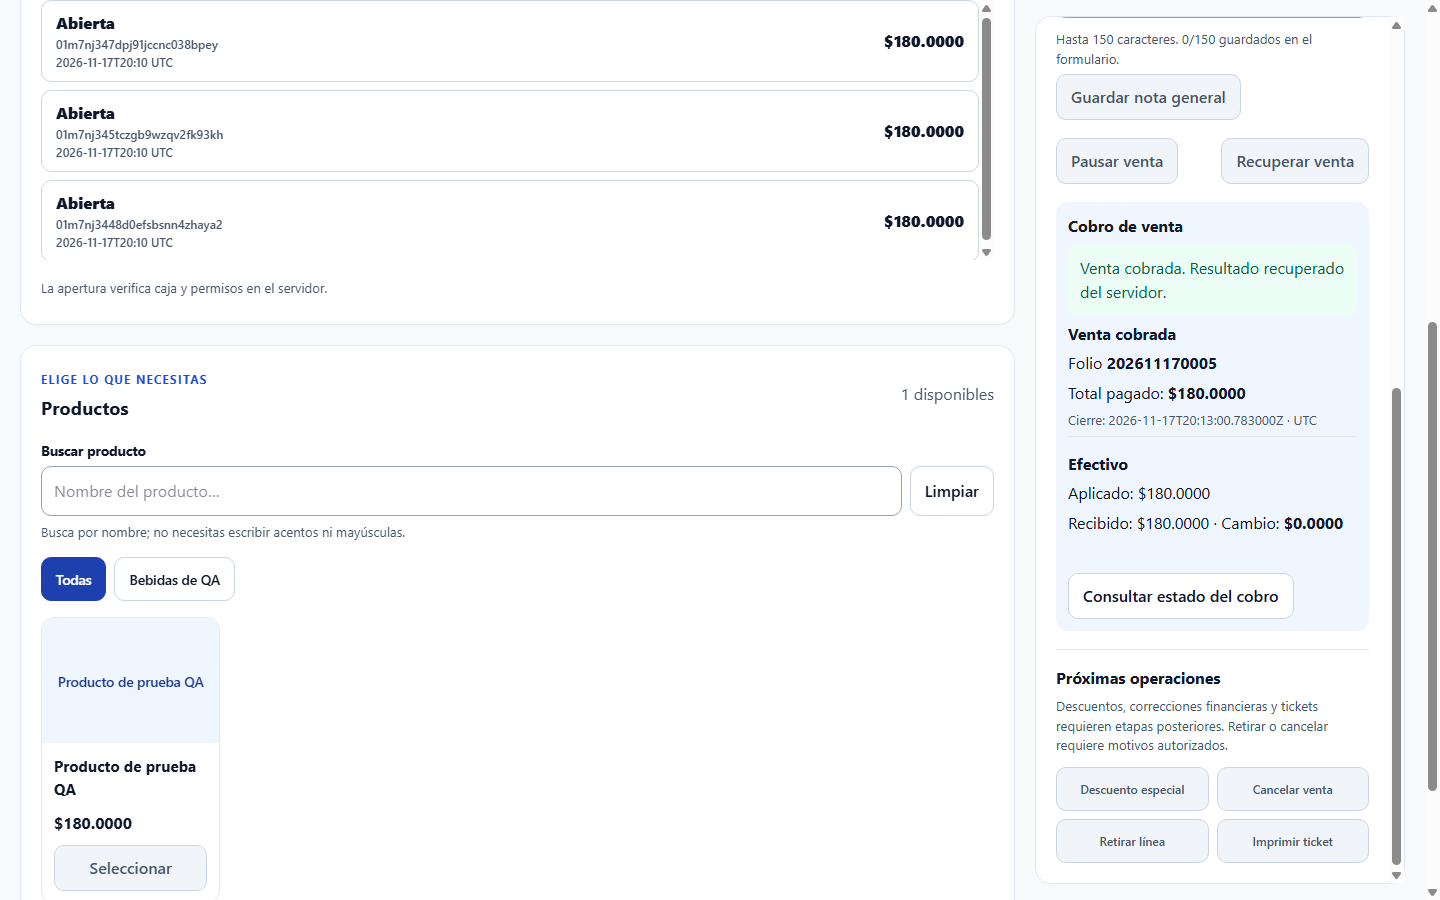 Abierta
01m7nj347dpj91jccnc038bpey
2026-11-17T20:10 UTC
$180.0000
Abierta
01m7nj345tczgb9wzqv2fk93kh
2026-11-17T20:10 UTC
$180.0000
Abierta
01m7nj3448d0efsbsnn4zhaya2
2026-11-17T20:10 UTC
$180.0000
La apertura verifica caja y permisos en el servidor.
ELIGE LO QUE NECESITAS
Productos
1 disponibles
Buscar producto
Nombre del producto...
Limpiar
Busca por nombre; no necesitas escribir acentos ni mayúsculas.
Todas
Bebidas de QA
Producto de prueba QA
Producto de prueba
QA
$180.0000
Seleccionar
Hasta 150 caracteres. 0/150 guardados en el
formulario.
Guardar nota general
Pausar venta
Recuperar venta
Cobro de venta
Venta cobrada. Resultado recuperado
del servidor.
Venta cobrada
Folio 202611170005
Total pagado: $180.0000
Cierre: 2026-11-17T20:13:00.783000Z · UTC
Efectivo
Aplicado: $180.0000
Recibido: $180.0000 · Cambio: $0.0000
Consultar estado del cobro
Próximas operaciones
Descuentos, correcciones financieras y tickets
requieren etapas posteriores. Retirar o cancelar
requiere motivos autorizados.
Descuento especial
Cancelar venta
Retirar línea
Imprimir ticket